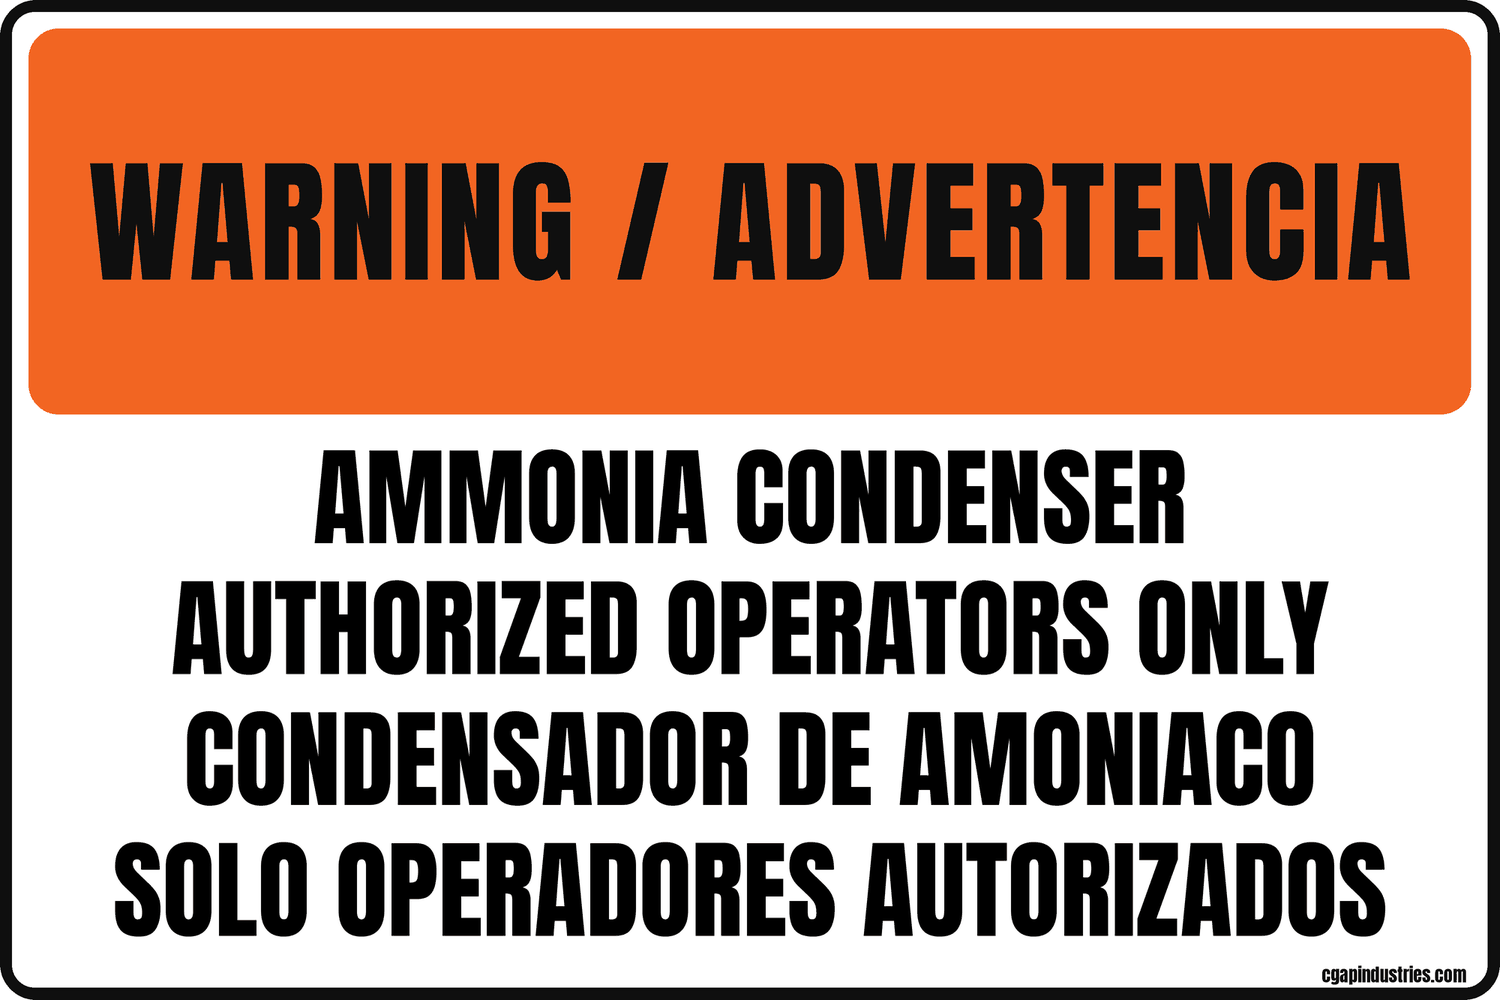 WARNING / ADVERTENCIA
AMMONIA CONDENSER
AUTHORIZED OPERATORS ONLY
CONDENSADOR DE AMONIACO
SOLO OPERADORES AUTORIZADOS
cgapindustries.com